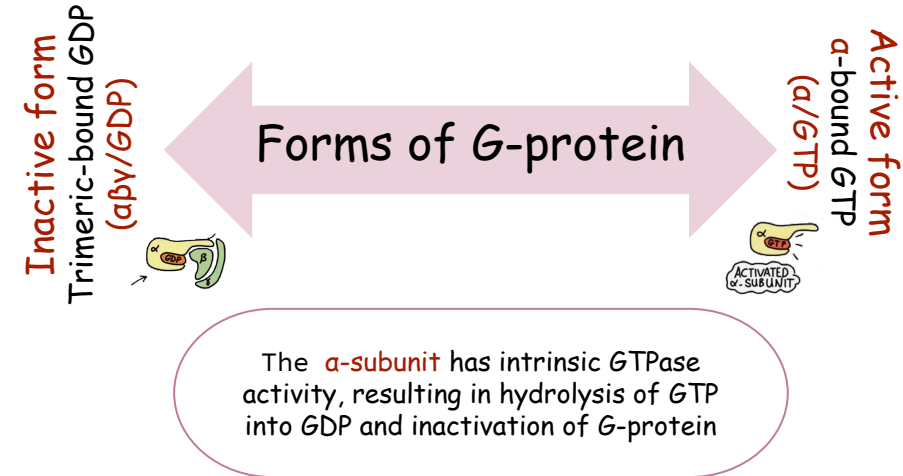 Inactive form
Trimeric-bound GDP
(αβγ/GDP)
Forms of G-protein
Active form
α-bound GTP
(α/GTP)
α
GDP
β
γ
α
GTP
ACTIVATED
α-SUBUNIT
The α-subunit has intrinsic GTPase
activity, resulting in hydrolysis of GTP
into GDP and inactivation of G-protein